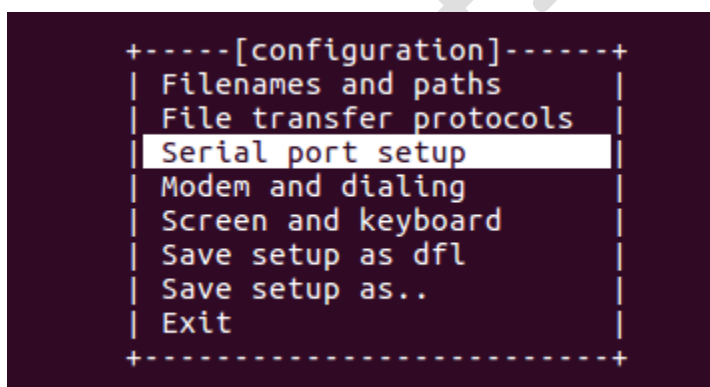 +-----[configuration]------+
| Filenames and paths |
| File transfer protocols |
| Serial port setup |
| Modem and dialing |
| Screen and keyboard |
| Save setup as dfl |
| Save setup as.. |
| Exit |
+--------------------------+